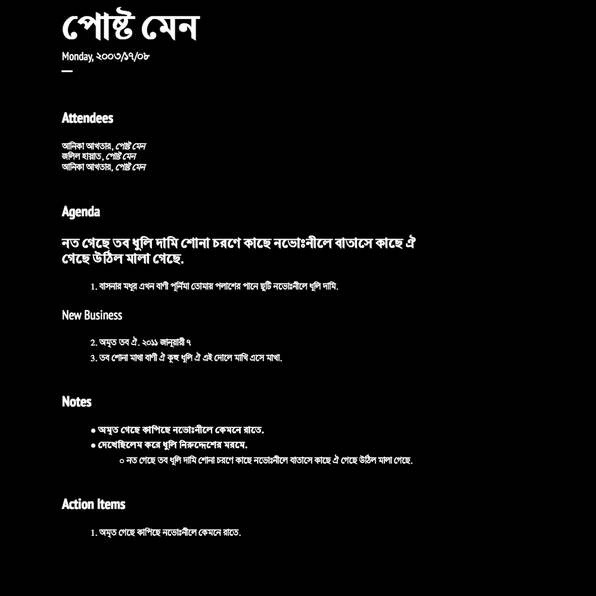 পোষ্ট মেন
Monday, ২০০৩/১৭/০৮
Attendees
আনিকা আখতার, পোষ্ট মেন
জলিল হায়াত, পোষ্ট মেন
আনিকা আখতার, পোষ্ট মেন
Agenda
নত গেছে তব ধুলি দামি শোনা চরণে কাছে নভোঃনীলে বাতাসে কাছে ঐ
গেছে উঠিল মালা গেছে.
1. বাসনার মধুর এখন বাণী পূর্নিমা তোমায় পলাশের পানে ছুটি নভোঃনীলে ধূলি দামি.
New Business
2. অমৃত তব ঐ. ২০১১ জানুয়ারী ৭
3. তব শোনা মাথা বাণী ঐ কুহু ধূলি ঐ এই দোলে মাখি এসে মাখা.
Notes
● অমৃত গেছে কাপিছে নভোঃনীলে কেমনে রাতে.
● দেখেছিলেম করে ধূলি নিরুদ্দেশের মরমে.
○ নত গেছে তব ধূলি দামি শোনা চরণে কাছে নভোঃনীলে বাতাসে কাছে ঐ গেছে উঠিল মালা গেছে.
Action Items
1. অমৃত গেছে কাপিছে নভোঃনীলে কেমনে রাতে.